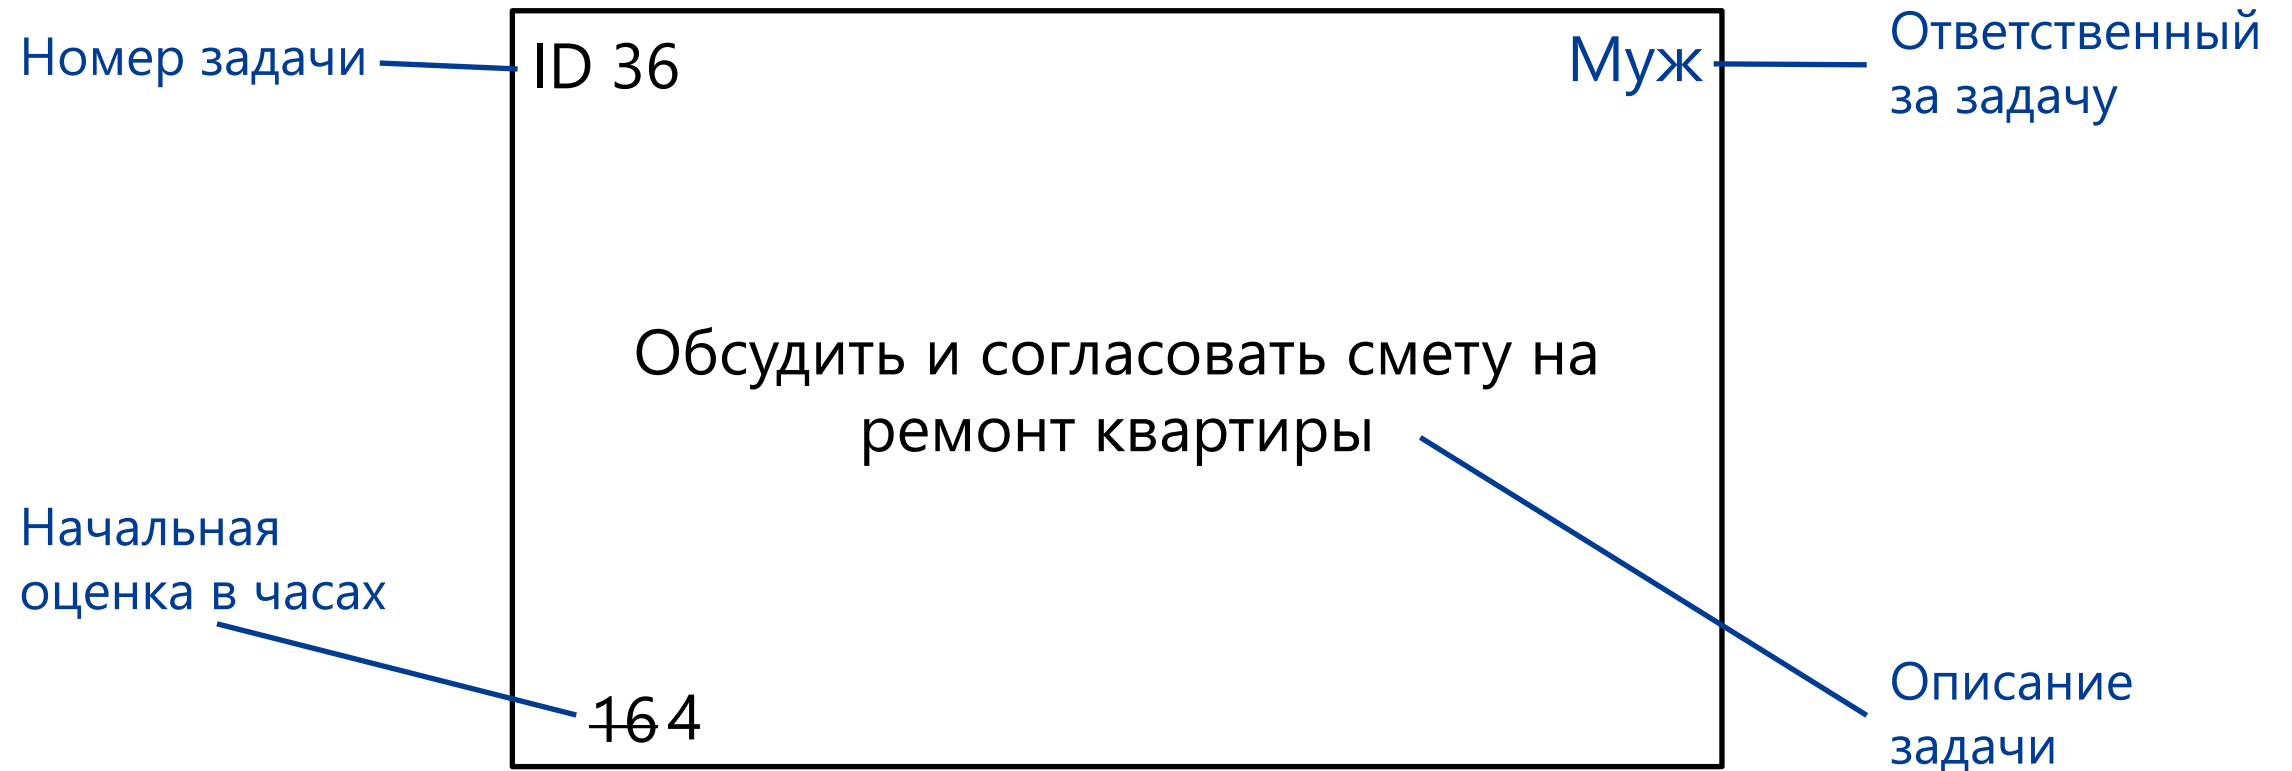 Номер задачи
ID 36
Муж
Ответственный
за задачу
Обсудить и согласовать смету на
ремонт квартиры
Начальная
оценка в часах
16 4
Описание
задачи